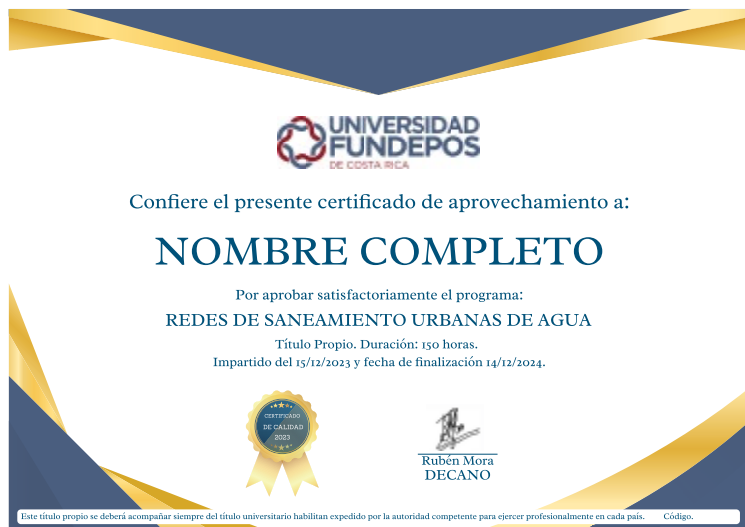 UNIVERSIDAD
FUNDEPOS
DE COSTA RICA
Confiere el presente certificado de aprovechamiento a:
NOMBRE COMPLETO
Por aprobar satisfactoriamente el programa:
REDES DE SANEAMIENTO URBANAS DE AGUA
Título Propio. Duración: 150 horas.
Impartido del 15/12/2023 y fecha de finalización 14/12/2024.
CERTIFICADO
DE CALIDAD
2023
Rubén Mora
DECANO
Este título propio se deberá acompañar siempre del título universitario habilitan expedido por la autoridad competente para ejercer profesionalmente en cada país. Código.